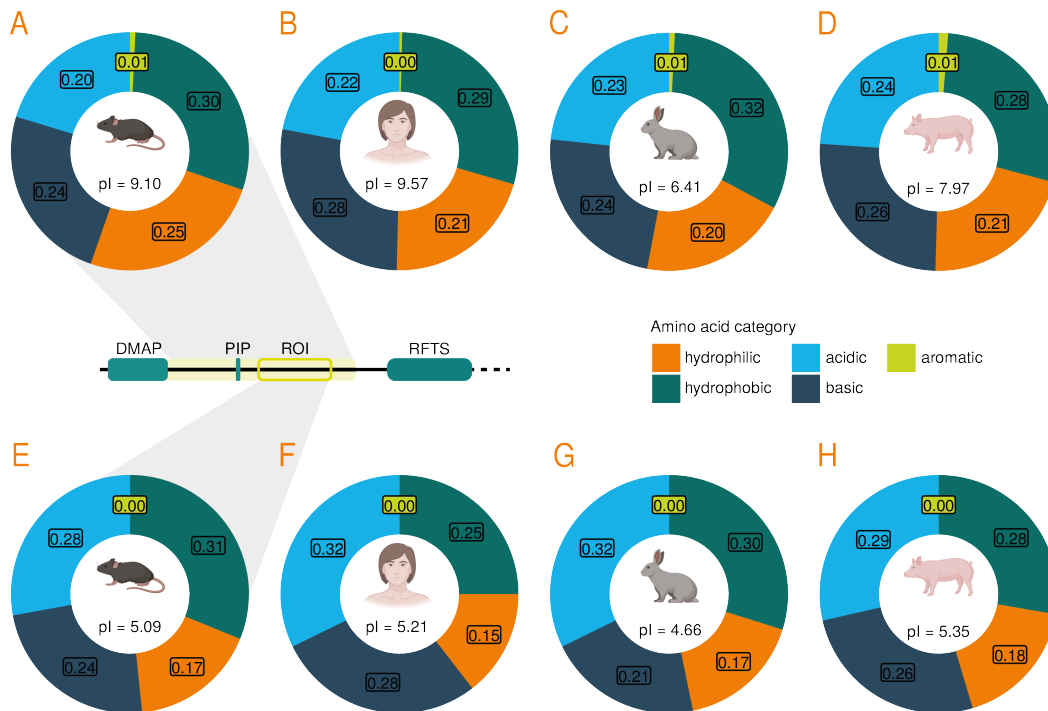 A
B
C
D
0.01
0.30
0.25
0.24
0.20
pI = 9.10
0.00
0.29
0.21
0.28
0.22
pI = 9.57
0.01
0.32
0.20
0.24
0.23
pI = 6.41
0.01
0.28
0.21
0.26
0.24
pI = 7.97
DMAP
PIP
ROI
RFTS
Amino acid category
hydrophilic
acidic
aromatic
hydrophobic
basic
E
F
G
H
0.00
0.31
0.17
0.24
0.28
pI = 5.09
0.00
0.25
0.15
0.28
0.32
pI = 5.21
0.00
0.30
0.17
0.21
0.32
pI = 4.66
0.00
0.28
0.18
0.26
0.29
pI = 5.35